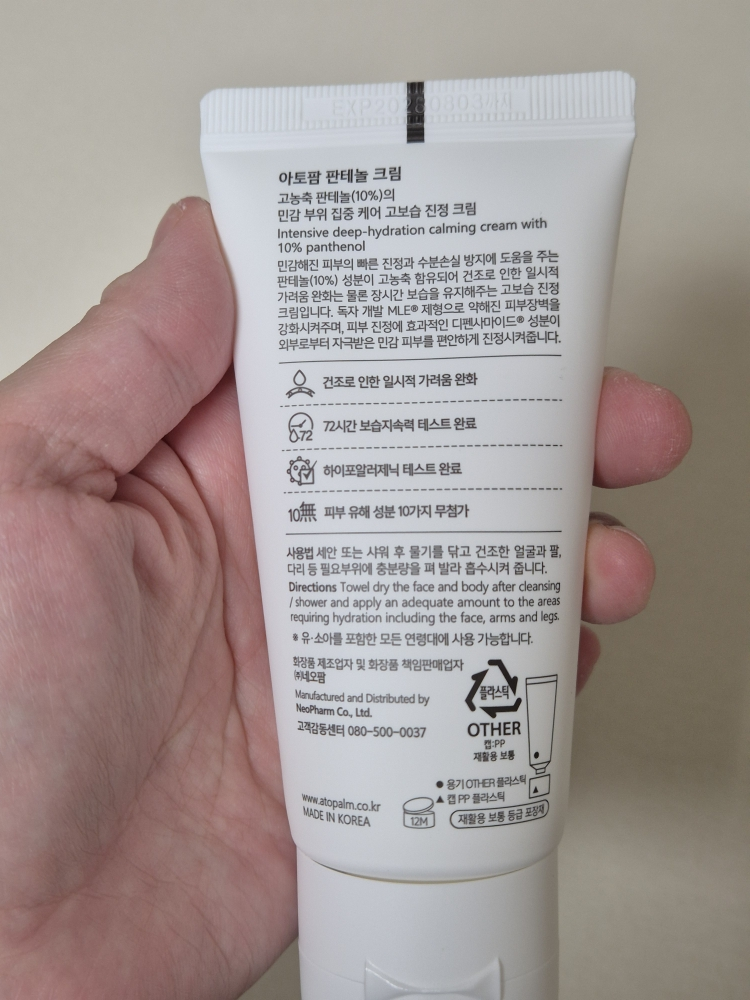 아토팜 판테놀 크림
고농축 판테놀(10%)의
민감 부위 집중 케어 고보습 진정 크림
Intensive deep-hydration calming cream with
10% panthenol
민감해진 피부의 빠른 진정과 수분손실 방지에 도움을 주는
판테놀(10%) 성분이 고농축 함유되어 건조로 인한 일시적
가려움 완화는 물론 장시간 보습을 유지해주는 고보습 진정
크림입니다. 독자 개발 MLE® 제형으로 약해진 피부장벽을
강화시켜주며, 피부 진정에 효과적인 디펜사마이드® 성분이
외부로부터 자극받은 민감 피부를 편안하게 진정시켜줍니다.
건조로 인한 일시적 가려움 완화
72
72시간 보습지속력 테스트 완료
하이포알러제닉 테스트 완료
10無 피부 유해 성분 10가지 무첨가
사용법 세안 또는 샤워 후 물기를 닦고 건조한 얼굴과 팔,
다리 등 필요부위에 충분량을 펴 발라 흡수시켜 줍니다.
Directions Towel dry the face and body after cleansing
/ shower and apply an adequate amount to the areas
requiring hydration including the face, arms and legs.
※ 유·소아를 포함한 모든 연령대에 사용 가능합니다.
화장품 제조업자 및 화장품 책임판매업자
㈜네오팜
Manufactured and Distributed by
NeoPharm Co., Ltd.
고객감동센터 080-500-0037
플라스틱
OTHER
캡:PP
재활용 보통
● 용기 OTHER 플라스틱
▲ 캡 PP 플라스틱
재활용 보통 등급 포장재
www.atopalm.co.kr
MADE IN KOREA
12M